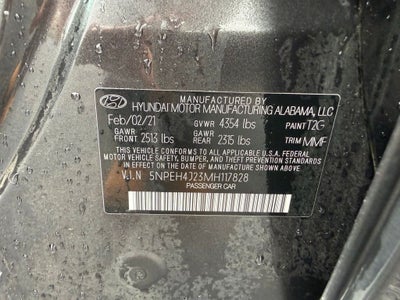 MANUFACTURED BY
HYUNDAI MOTOR MANUFACTURING ALABAMA, LLC
Feb/02/21 GVWR 4354 lbs PAINT T2G
GAWR FRONT 2513 lbs GAWR REAR 2315 lbs TRIM MMF
THIS VEHICLE CONFORMS TO ALL APPLICABLE U.S.A FEDERAL
MOTOR VEHICLE SAFETY, BUMPER, AND THEFT PREVENTION STANDARDS
IN EFFECT ON THE DATE OF MANUFACTURE SHOWN ABOVE.
V.I.N 5NPEH4J23MH117828
PASSENGER CAR